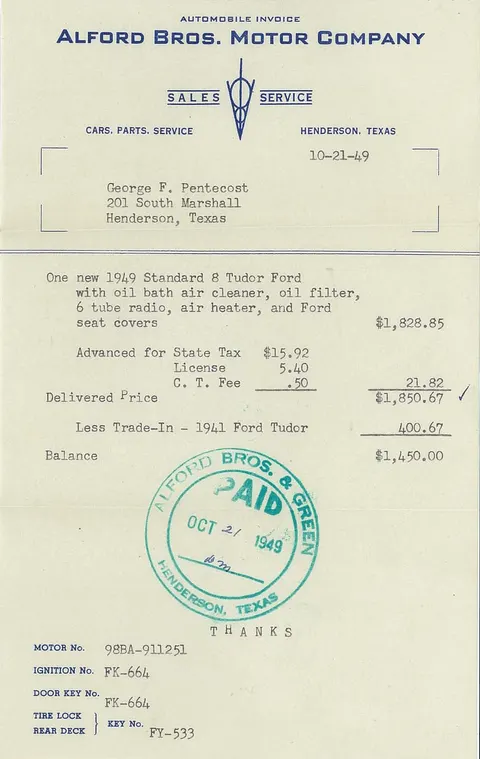 AUTOMOBILE INVOICE
ALFORD BROS. MOTOR COMPANY
SALES SERVICE
CARS. PARTS. SERVICE HENDERSON, TEXAS
10-21-49
George F. Pentecost
201 South Marshall
Henderson, Texas
One new 1949 Standard 8 Tudor Ford
with oil bath air cleaner, oil filter,
6 tube radio, air heater, and Ford
seat covers $1,828.85
Advanced for State Tax $15.92
License 5.40
C. T. Fee .50 21.82
Delivered Price $1,850.67
Less Trade-In - 1941 Ford Tudor 400.67
Balance $1,450.00
ALFORD BROS. & GREEN
PAID
OCT 21 1949
HENDERSON, TEXAS
THANKS
MOTOR No. 98BA-911251
IGNITION No. FK-664
DOOR KEY No. FK-664
TIRE LOCK
REAR DECK } KEY No. FY-533